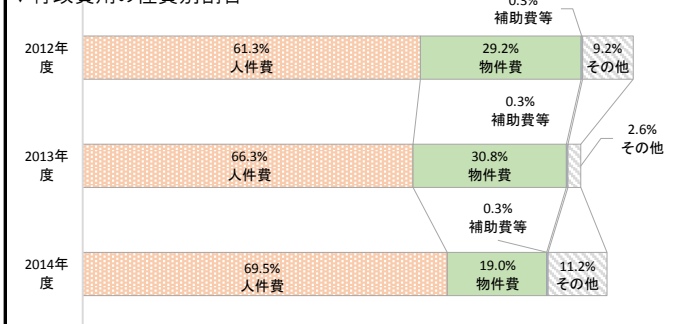 ▼行政費用の性質別割合
0.3%
補助費等
2012年
度
61.3%
人件費
29.2%
物件費
9.2%
その他
0.3%
補助費等
2.6%
その他
2013年
度
66.3%
人件費
30.8%
物件費
0.3%
補助費等
2014年
度
69.5%
人件費
19.0%
物件費
11.2%
その他